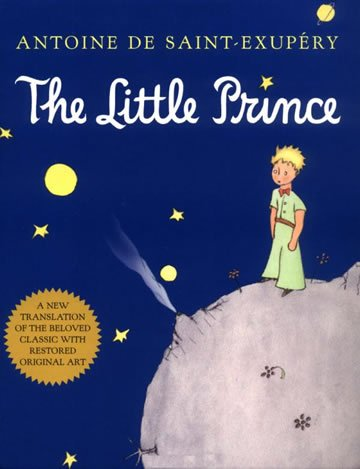 ANTOINE DE SAINT-EXUPÉRY
The Little Prince
A NEW
TRANSLATION
OF THE BELOVED
CLASSIC WITH
RESTORED
ORIGINAL ART